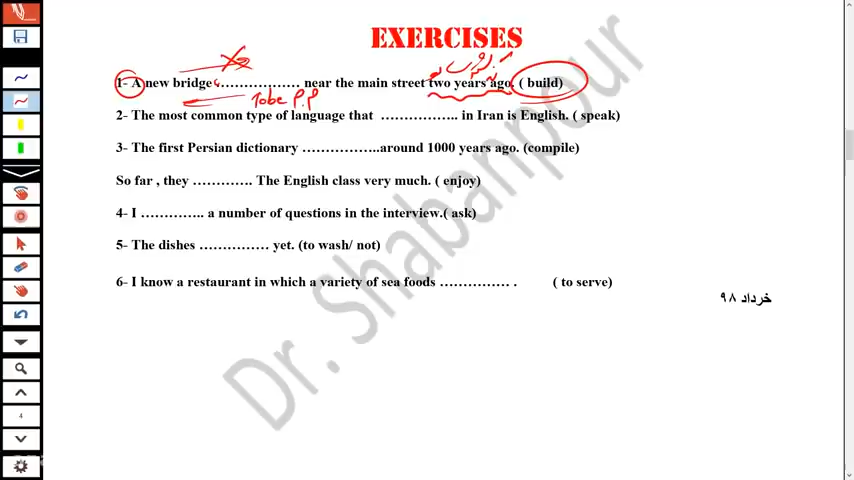 EXERCISES
1- A new bridge ……………… near the main street two years ago. ( build)
To be P.P
2- The most common type of language that …………….. in Iran is English. ( speak)
3- The first Persian dictionary ……………..around 1000 years ago. (compile)
So far , they …………. The English class very much. ( enjoy)
4- I ………….. a number of questions in the interview.( ask)
5- The dishes …………… yet. (to wash/ not)
6- I know a restaurant in which a variety of sea foods …………… . ( to serve)
خرداد ۹۸
Dr. Shabanpour
4